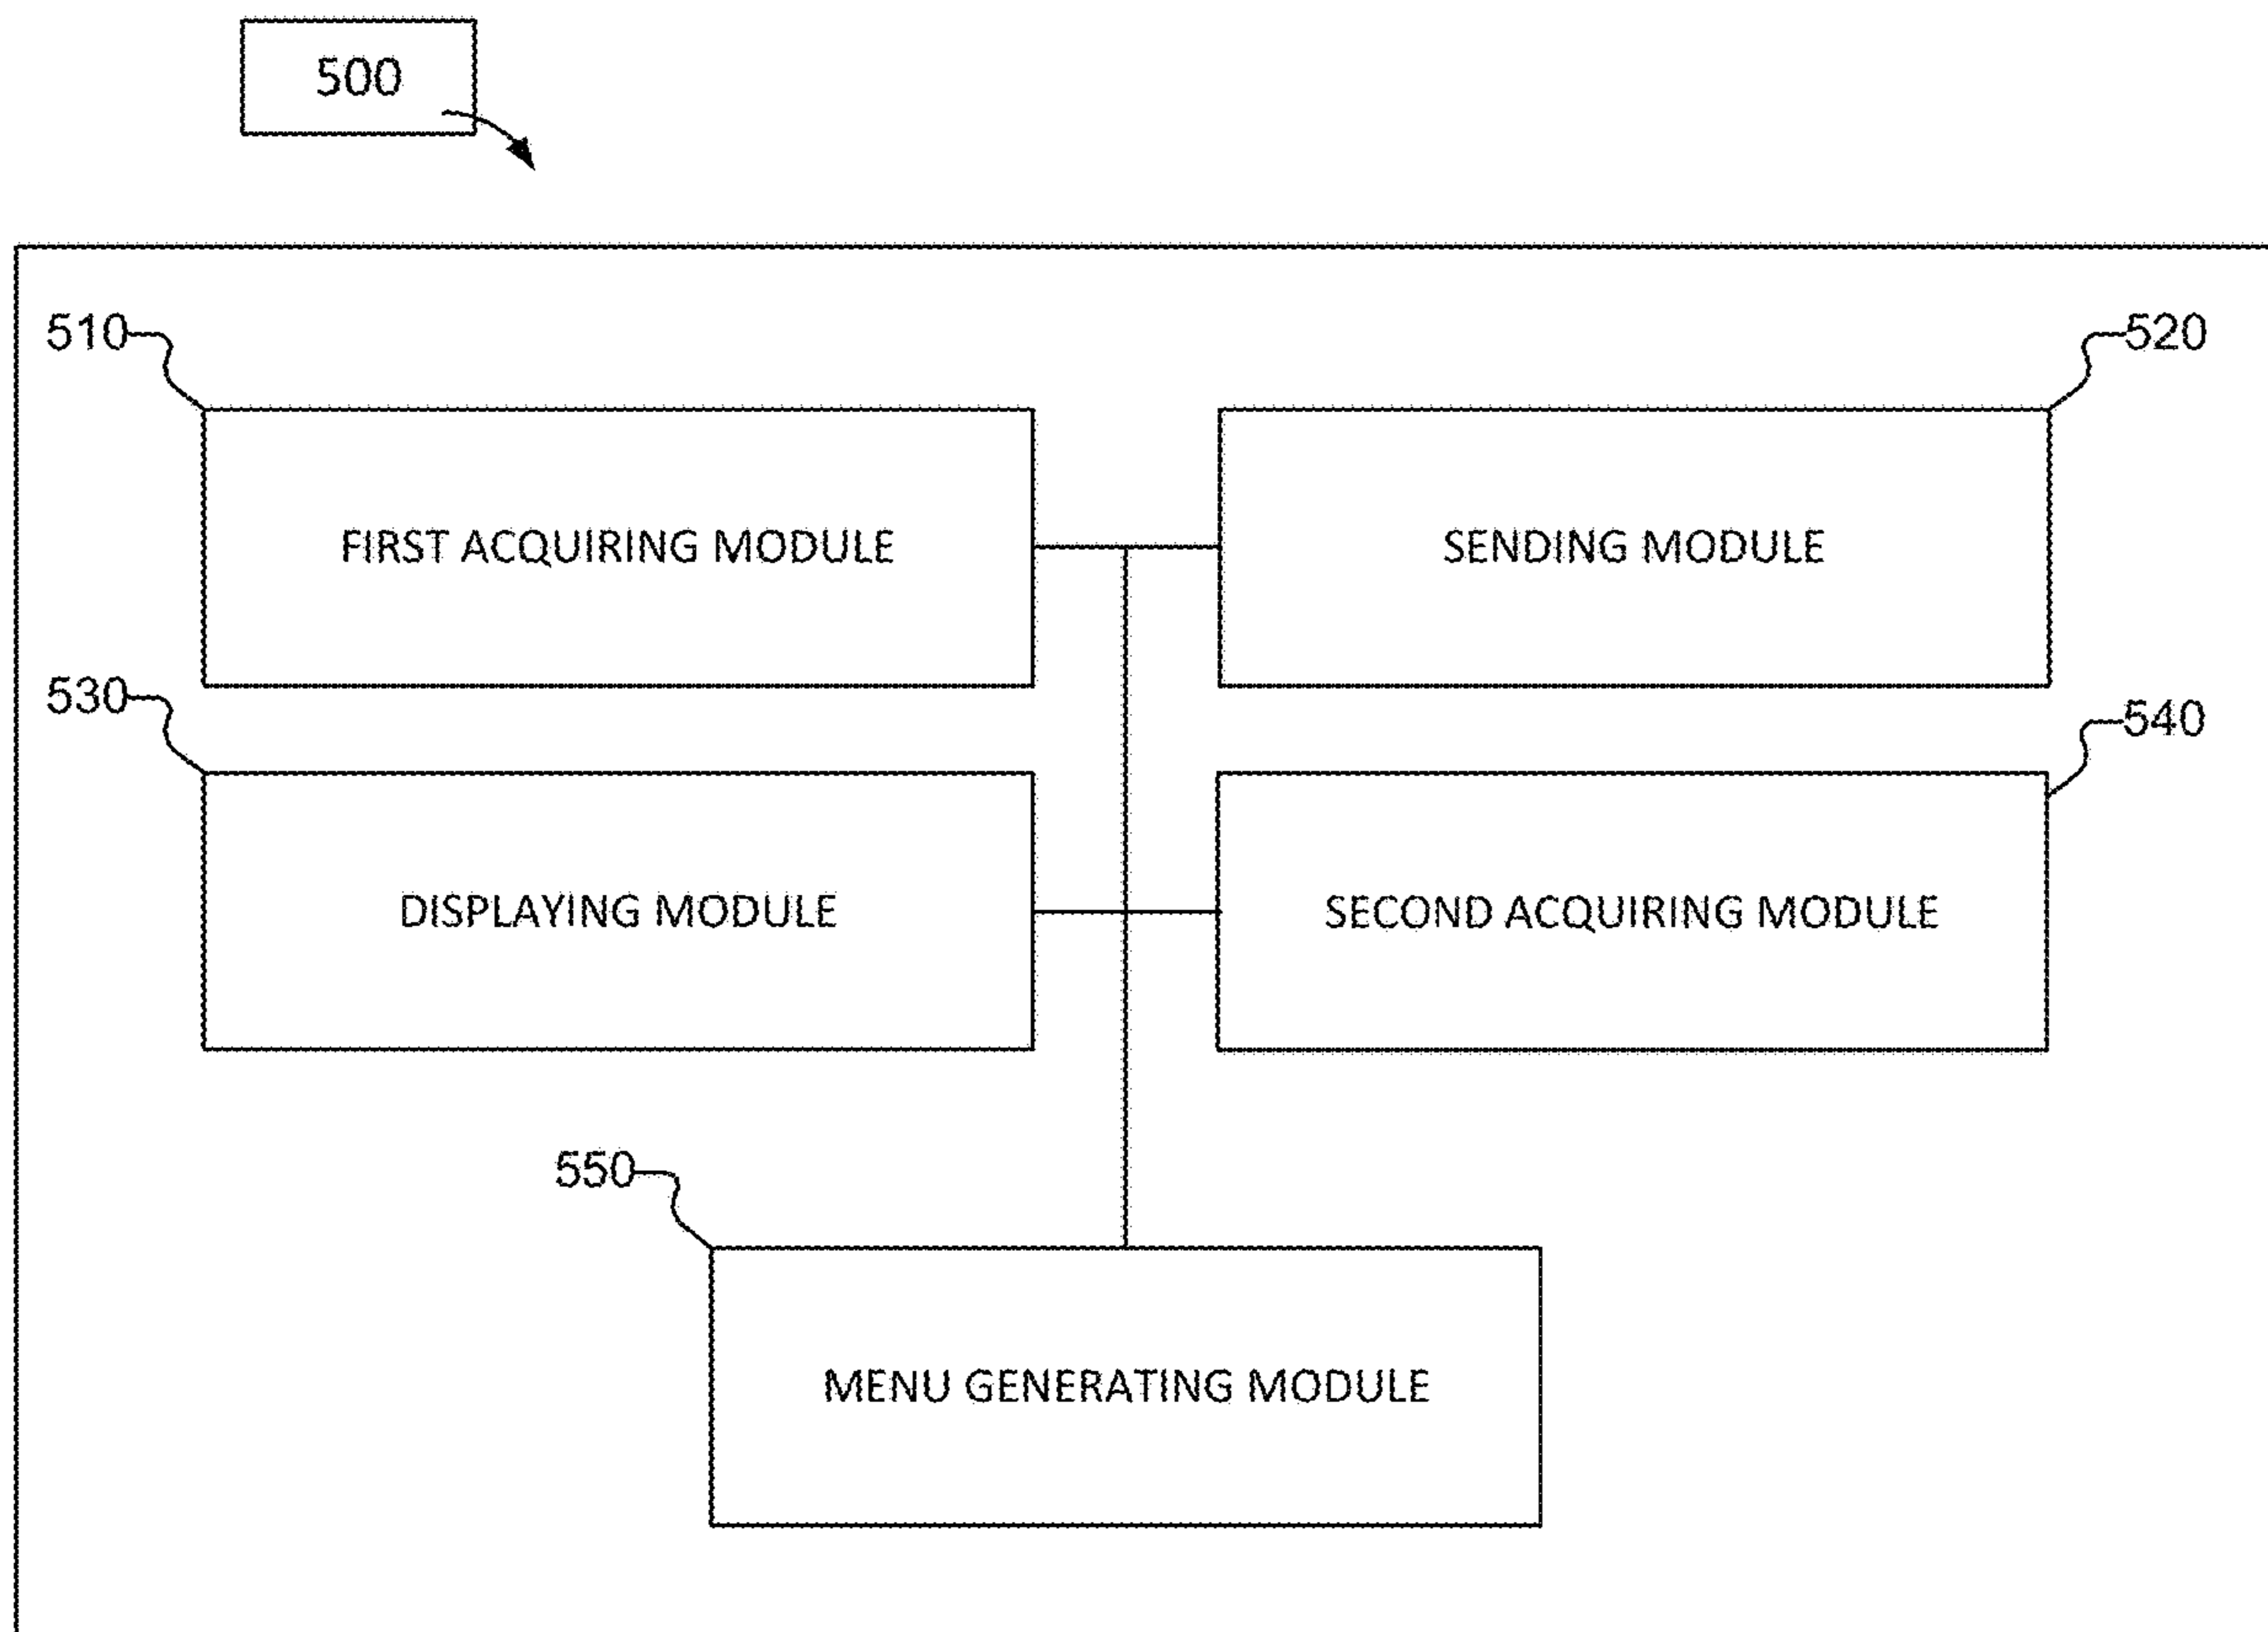 500
510
520
FIRST ACQUIRING MODULE
SENDING MODULE
530
540
DISPLAYING MODULE
SECOND ACQUIRING MODULE
550
MENU GENERATING MODULE